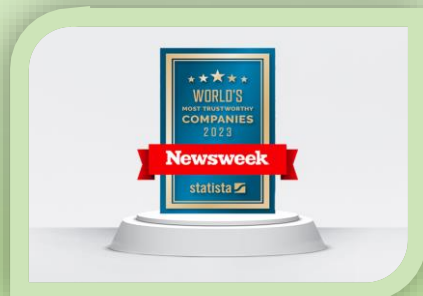 WORLD'S
MOST TRUSTWORTHY
COMPANIES
2023
Newsweek
statista